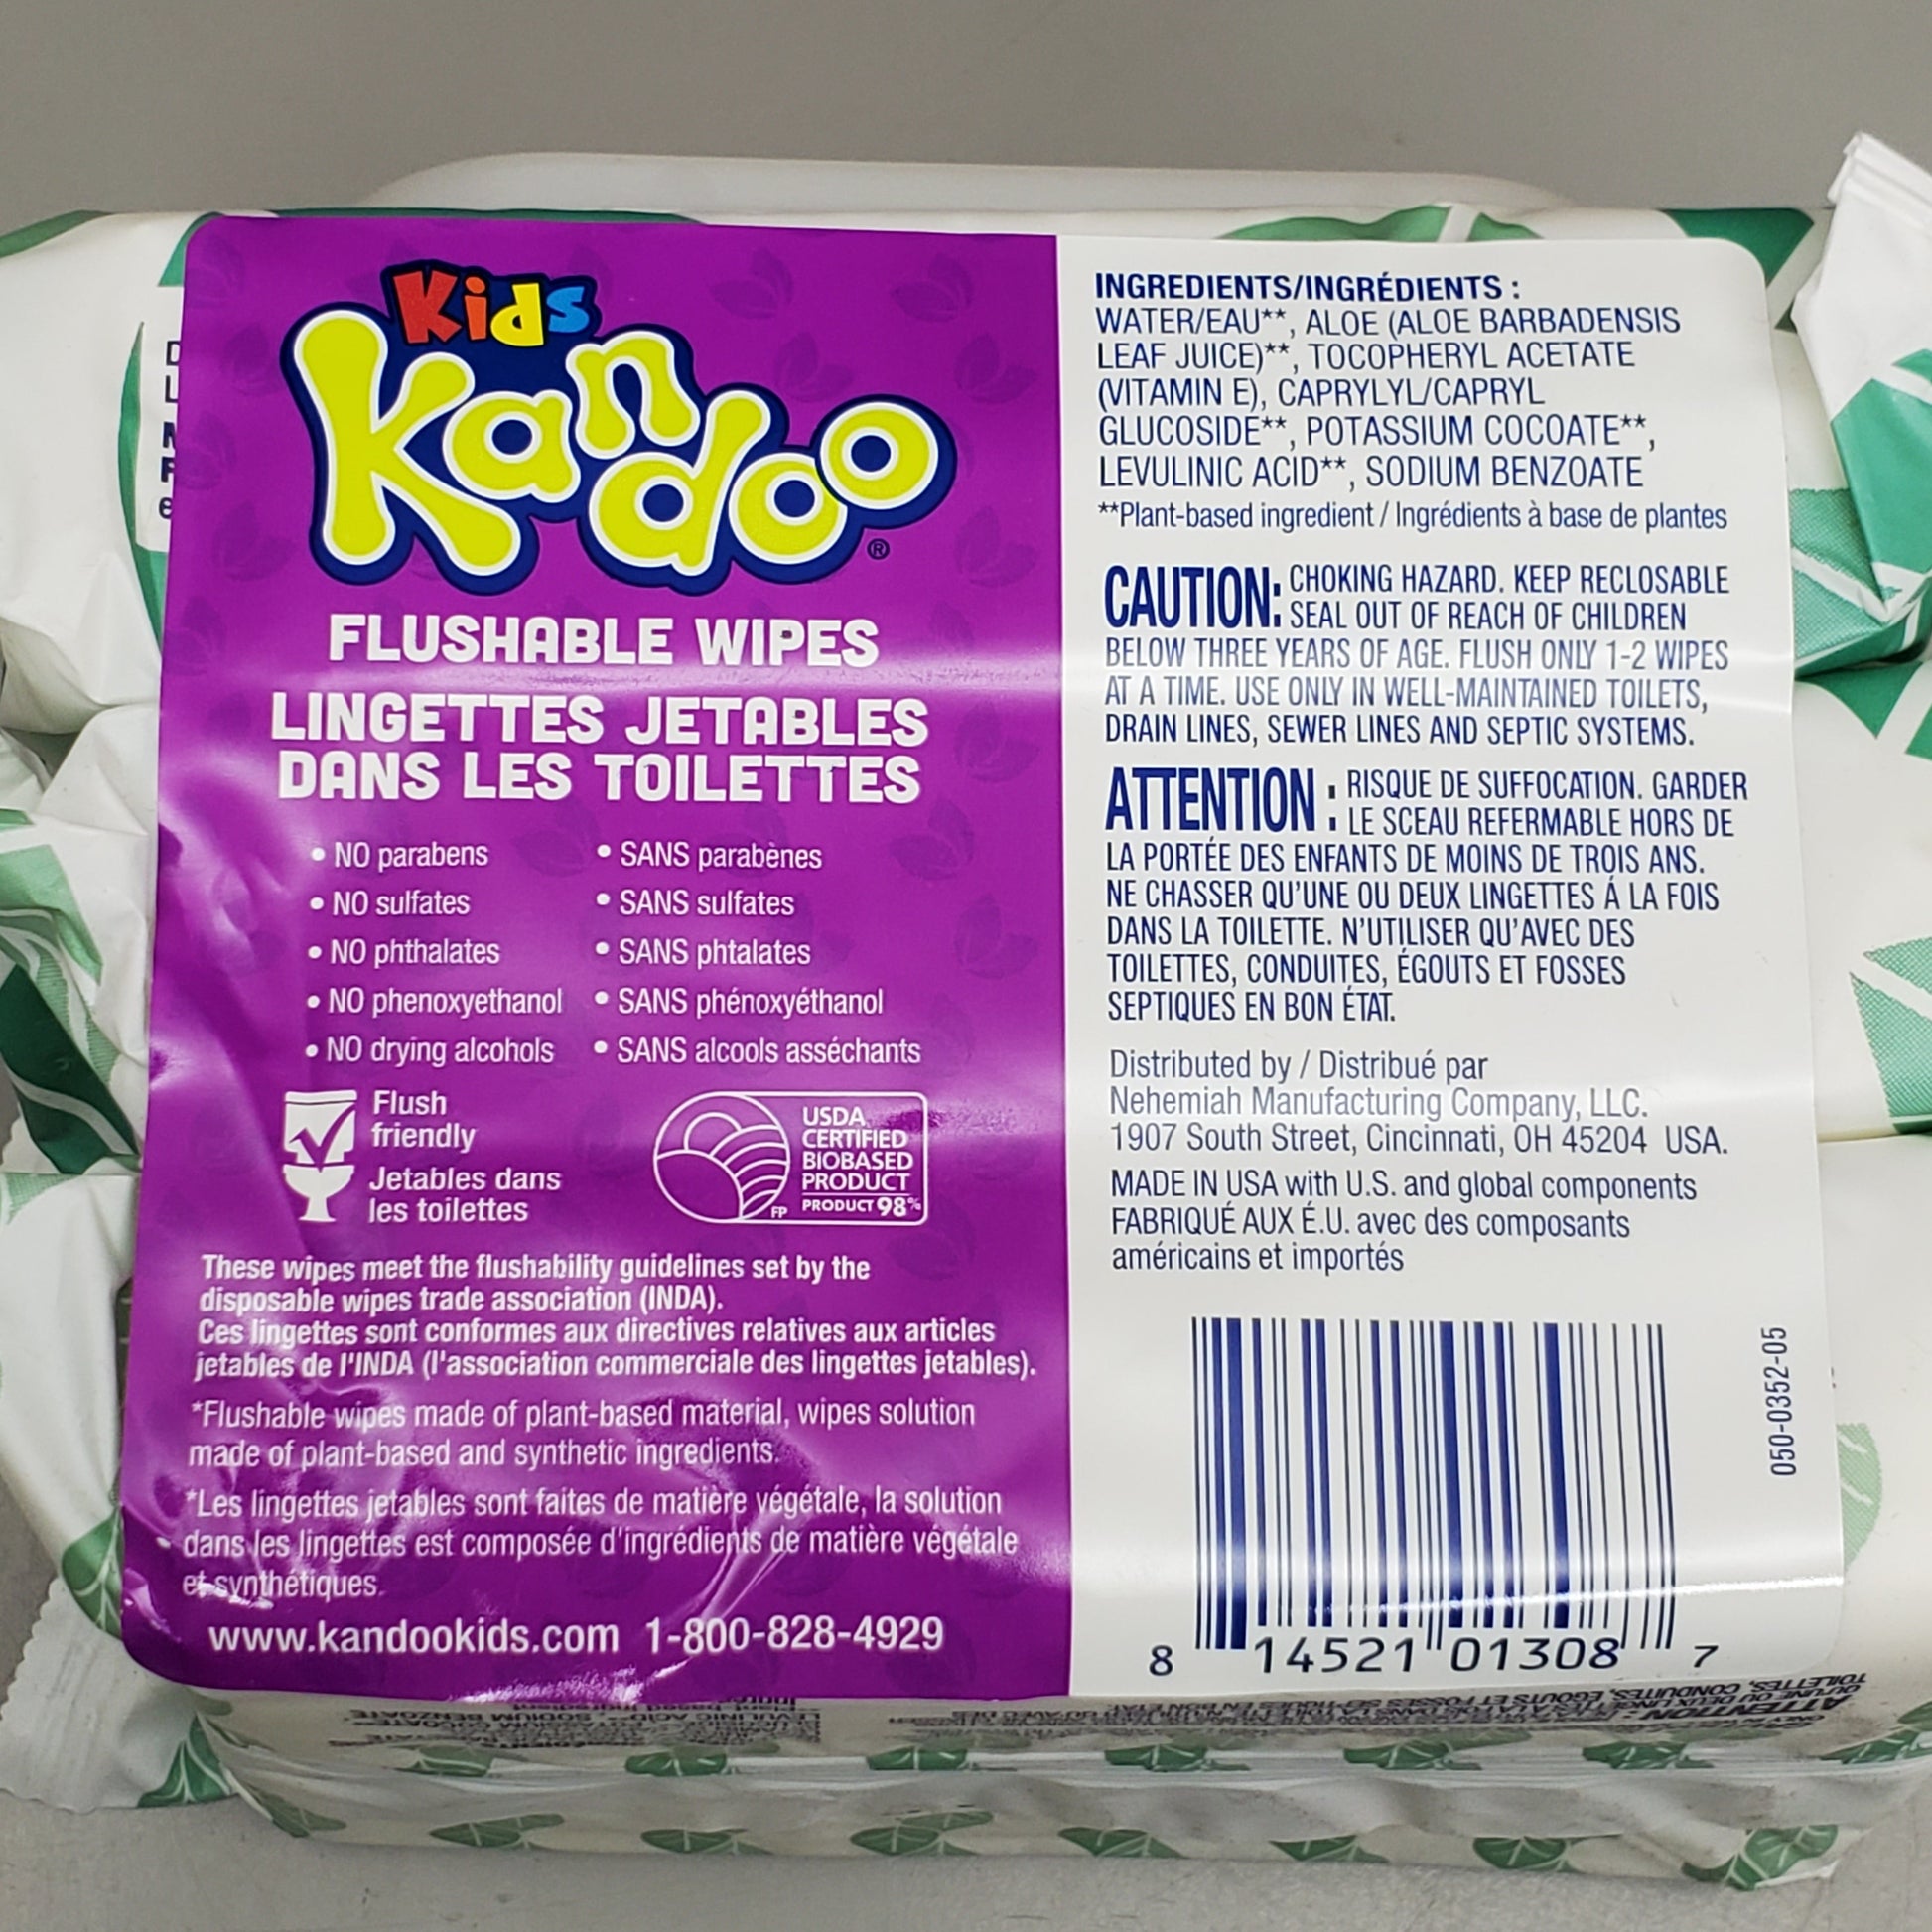 Kids
Kandoo®
FLUSHABLE WIPES
LINGETTES JETABLES
DANS LES TOILETTES
• NO parabens
• NO sulfates
• NO phthalates
• NO phenoxyethanol
• NO drying alcohols
• SANS parabènes
• SANS sulfates
• SANS phtalates
• SANS phénoxyéthanol
• SANS alcools asséchants
Flush
friendly
Jetables dans
les toilettes
USDA
CERTIFIED
BIOBASED
PRODUCT
PRODUCT 98%
FP
These wipes meet the flushability guidelines set by the
disposable wipes trade association (INDA).
Ces lingettes sont conformes aux directives relatives aux articles
jetables de l'INDA (l'association commerciale des lingettes jetables).
*Flushable wipes made of plant-based material, wipes solution
made of plant-based and synthetic ingredients.
*Les lingettes jetables sont faites de matière végétale, la solution
dans les lingettes est composée d'ingrédients de matière végétale
et synthétiques.
www.kandookids.com 1-800-828-4929
INGREDIENTS/INGRÉDIENTS :
WATER/EAU**, ALOE (ALOE BARBADENSIS
LEAF JUICE)**, TOCOPHERYL ACETATE
(VITAMIN E), CAPRYLYL/CAPRYL
GLUCOSIDE**, POTASSIUM COCOATE**,
LEVULINIC ACID**, SODIUM BENZOATE
**Plant-based ingredient / Ingrédients à base de plantes
CAUTION: CHOKING HAZARD. KEEP RECLOSABLE
SEAL OUT OF REACH OF CHILDREN
BELOW THREE YEARS OF AGE. FLUSH ONLY 1-2 WIPES
AT A TIME. USE ONLY IN WELL-MAINTAINED TOILETS,
DRAIN LINES, SEWER LINES AND SEPTIC SYSTEMS.
ATTENTION : RISQUE DE SUFFOCATION. GARDER
LE SCEAU REFERMABLE HORS DE
LA PORTÉE DES ENFANTS DE MOINS DE TROIS ANS.
NE CHASSER QU'UNE OU DEUX LINGETTES Á LA FOIS
DANS LA TOILETTE. N'UTILISER QU'AVEC DES
TOILETTES, CONDUITES, ÉGOUTS ET FOSSES
SEPTIQUES EN BON ÉTAT.
Distributed by / Distribué par
Nehemiah Manufacturing Company, LLC.
1907 South Street, Cincinnati, OH 45204 USA.
MADE IN USA with U.S. and global components
FABRIQUÉ AUX É.U. avec des composants
américains et importés
050-0352-05
8 14521 01308 7